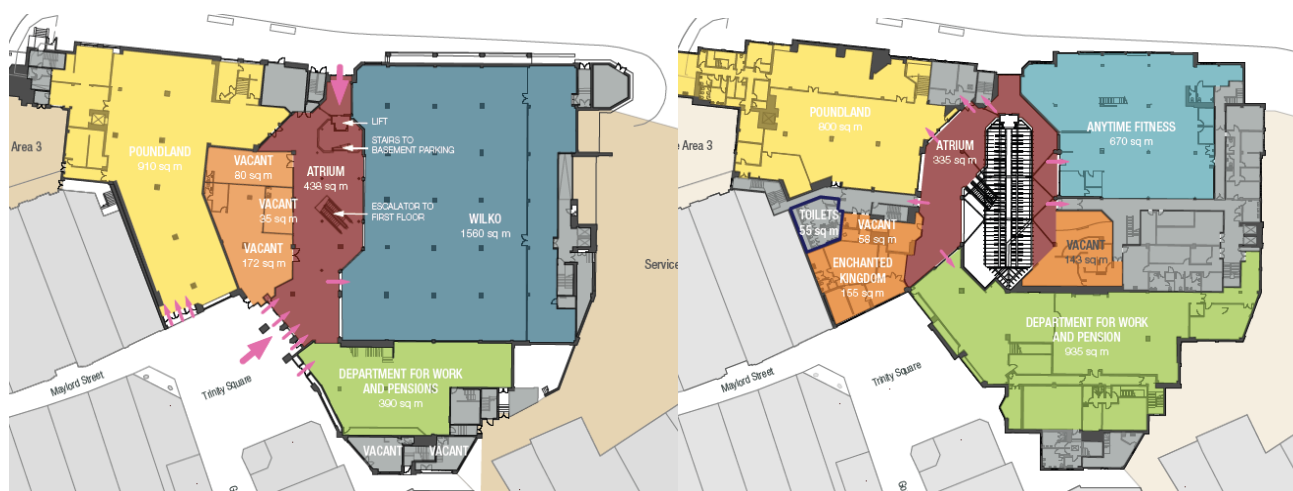 Area 3
POUNDLAND
910 sq m
VACANT
80 sq m
VACANT
35 sq m
VACANT
172 sq m
ATRIUM
438 sq m
LIFT
STAIRS TO
BASEMENT PARKING
ESCALATOR TO
FIRST FLOOR
WILKO
1560 sq m
Service
DEPARTMENT FOR WORK
AND PENSIONS
390 sq m
VACANT
VACANT
Maylord Street
Trinity Square
G
e Area 3
POUNDLAND
800 sq m
ATRIUM
335 sq m
ANYTIME FITNESS
670 sq m
TOILETS
55 sq m
VACANT
56 sq m
ENCHANTED
KINGDOM
155 sq m
VACANT
143 sq m
DEPARTMENT FOR WORK
AND PENSION
935 sq m
Maylord Street
Trinity Square
Go